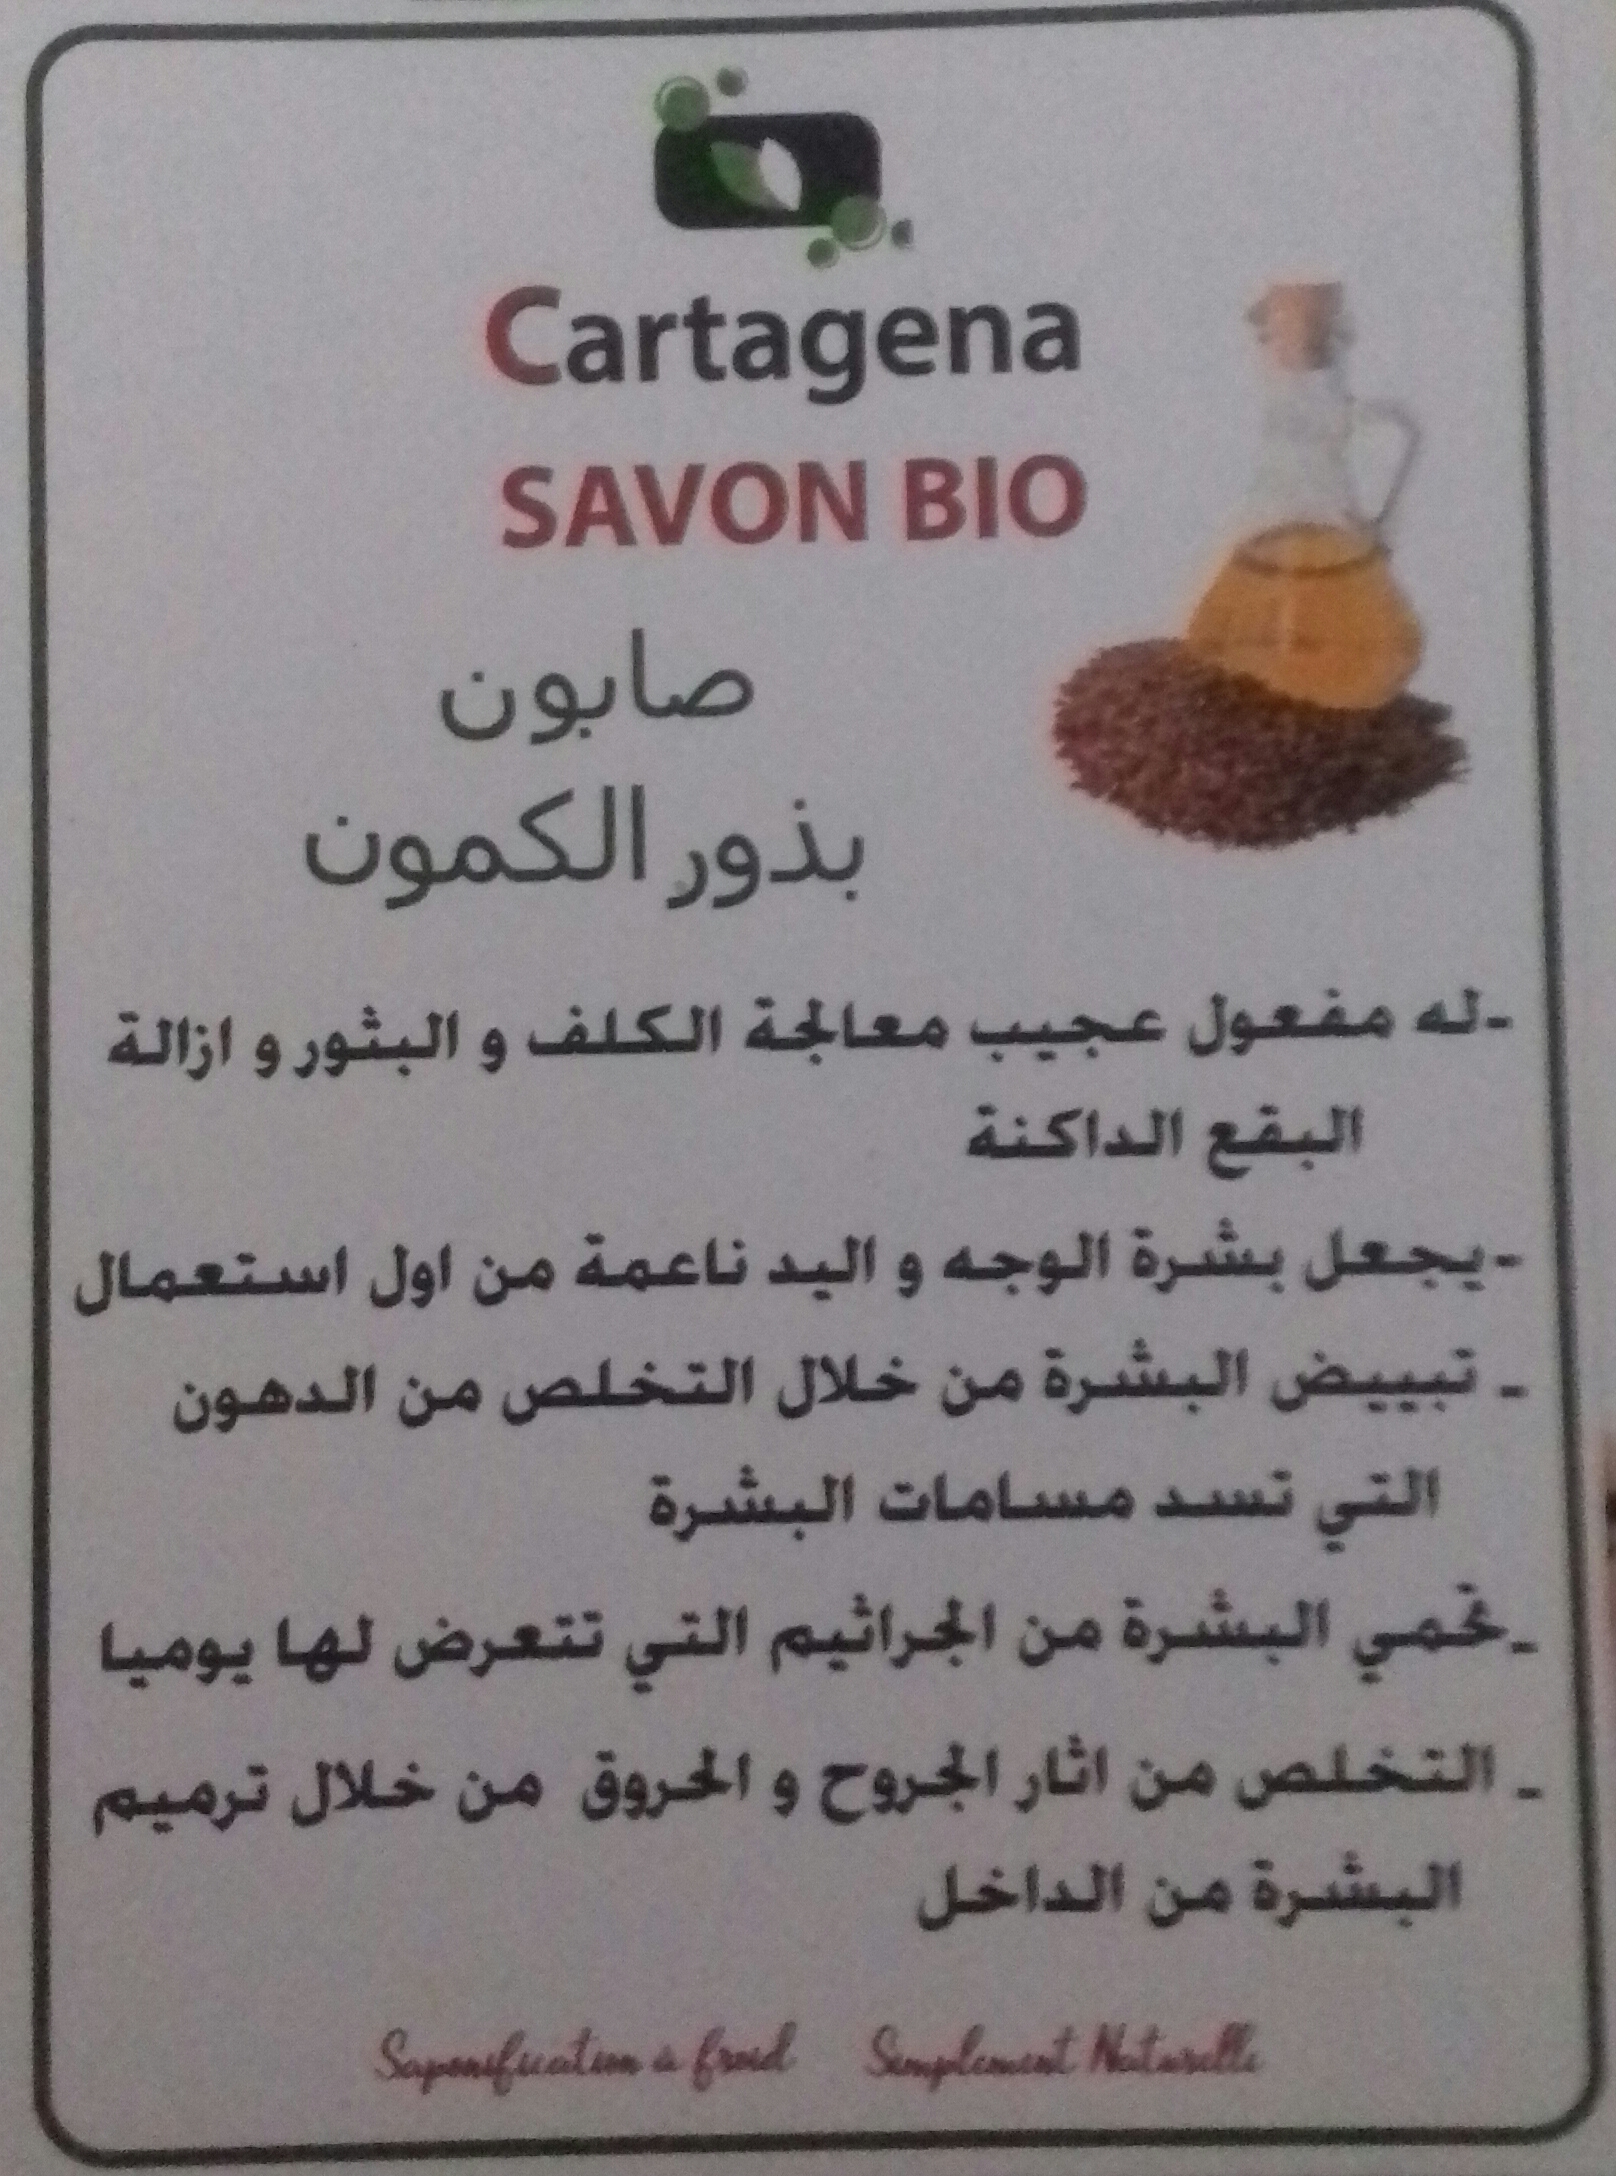 Cartagena
SAVON BIO
صابون
بذور الكمون
-له مفعول عجيب معالجة الكلف و البثور و ازالة
البقع الداكنة
-يجعل بشرة الوجه و اليد ناعمة من اول استعمال
- تبييض البشرة من خلال التخلص من الدهون
التي تسد مسامات البشرة
-تحمي البشرة من الجراثيم التي تتعرض لها يوميا
- التخلص من اثار الجروح و الحروق من خلال ترميم
البشرة من الداخل
Saponification à froid Simplement Naturelle